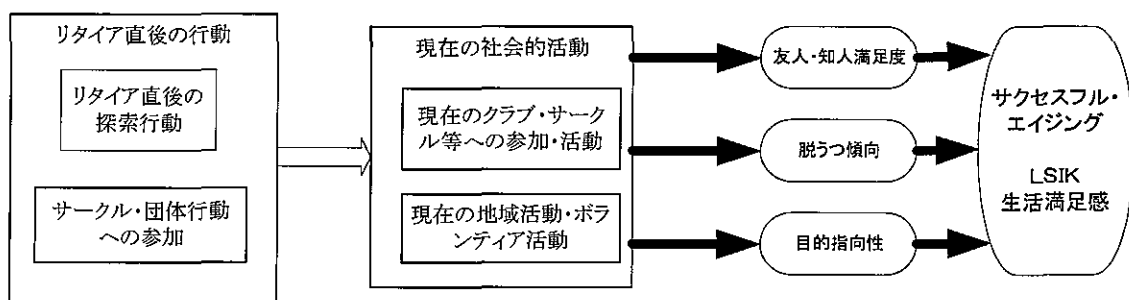 リタイア直後の行動
リタイア直後の
探索行動
サークル・団体行動
への参加
現在の社会的活動
現在のクラブ・サーク
ル等への参加・活動
現在の地域活動・ボラ
ンティア活動
友人・知人満足度
脱うつ傾向
目的指向性
サクセスフル・
エイジング
LSIK
生活満足感